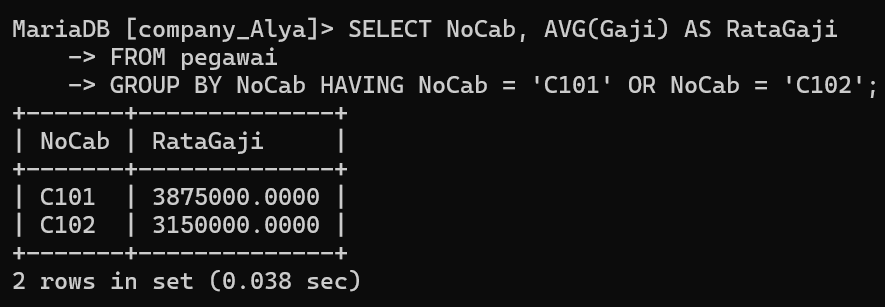 MariaDB [company_Alya]> SELECT NoCab, AVG(Gaji) AS RataGaji
    -> FROM pegawai
    -> GROUP BY NoCab HAVING NoCab = 'C101' OR NoCab = 'C102';
+-------+--------------+
| NoCab | RataGaji     |
+-------+--------------+
| C101  | 3875000.0000 |
| C102  | 3150000.0000 |
+-------+--------------+
2 rows in set (0.038 sec)